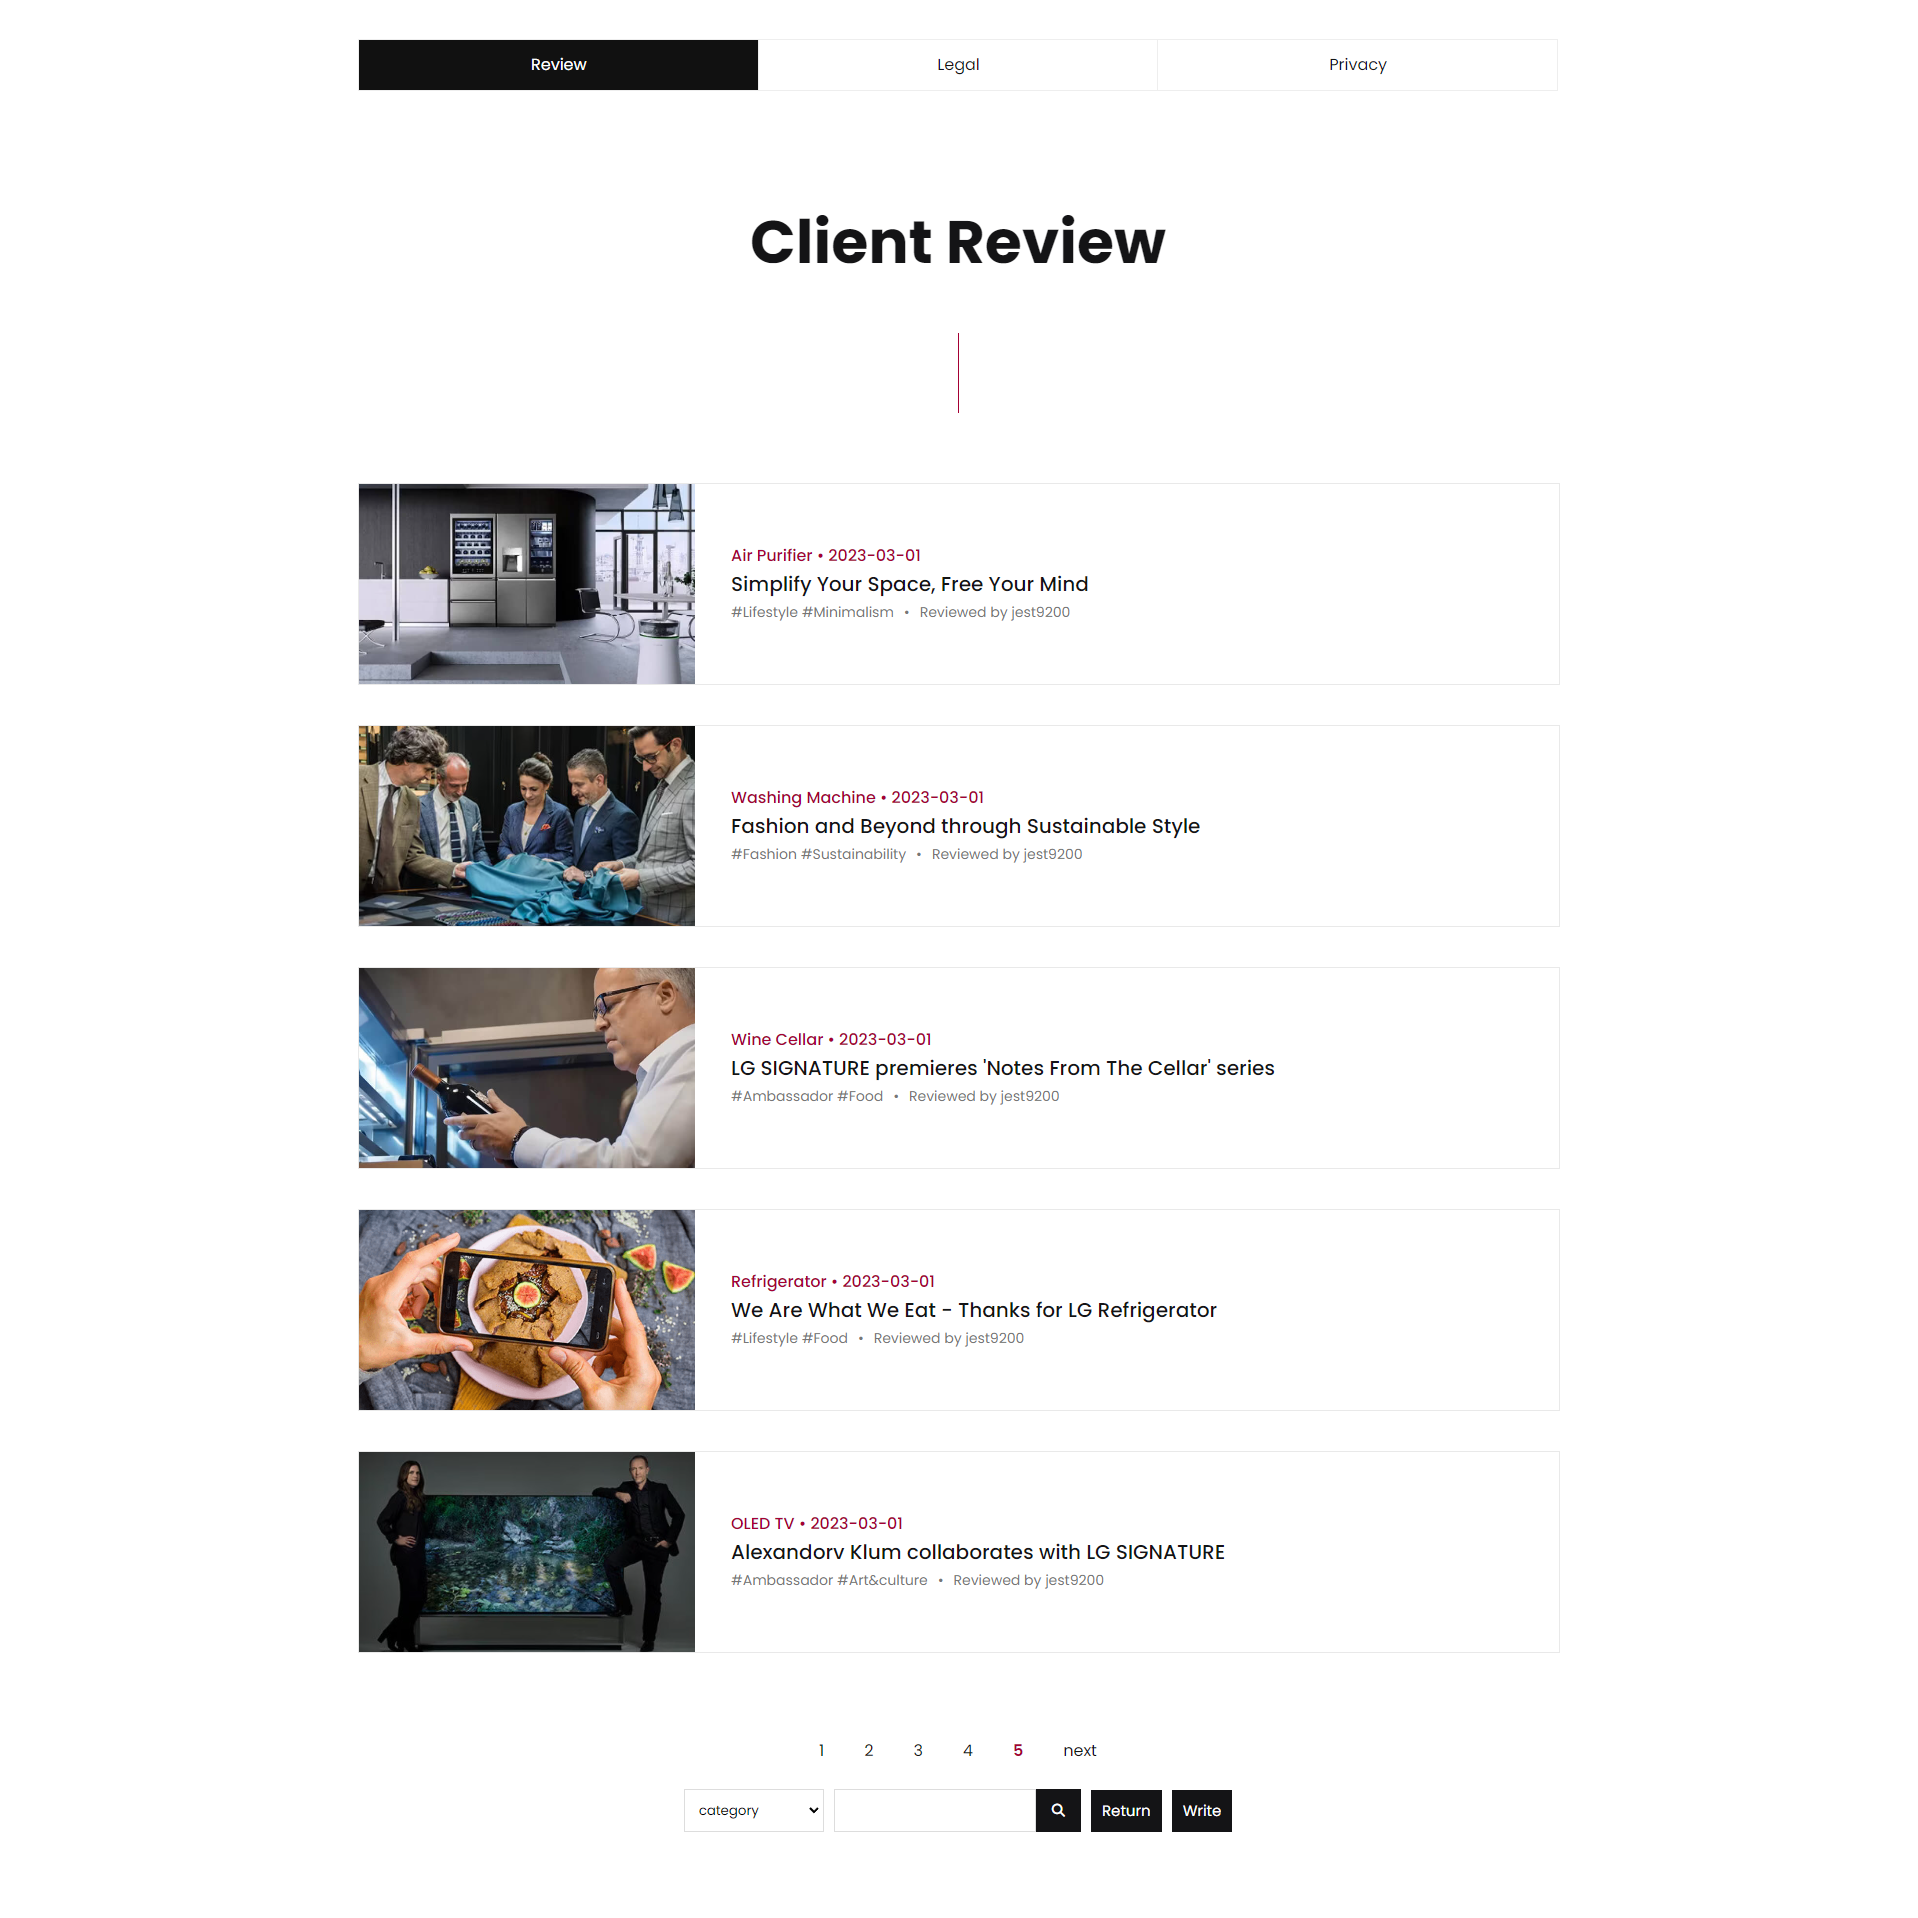 Review
Legal
Privacy
Client Review
Air Purifier • 2023-03-01
Simplify Your Space, Free Your Mind
#Lifestyle #Minimalism • Reviewed by jest9200
Washing Machine • 2023-03-01
Fashion and Beyond through Sustainable Style
#Fashion #Sustainability • Reviewed by jest9200
Wine Cellar • 2023-03-01
LG SIGNATURE premieres 'Notes From The Cellar' series
#Ambassador #Food • Reviewed by jest9200
Refrigerator • 2023-03-01
We Are What We Eat - Thanks for LG Refrigerator
#Lifestyle #Food • Reviewed by jest9200
OLED TV • 2023-03-01
Alexandorv Klum collaborates with LG SIGNATURE
#Ambassador #Art&culture • Reviewed by jest9200
1 2 3 4 5 next
category
Return
Write